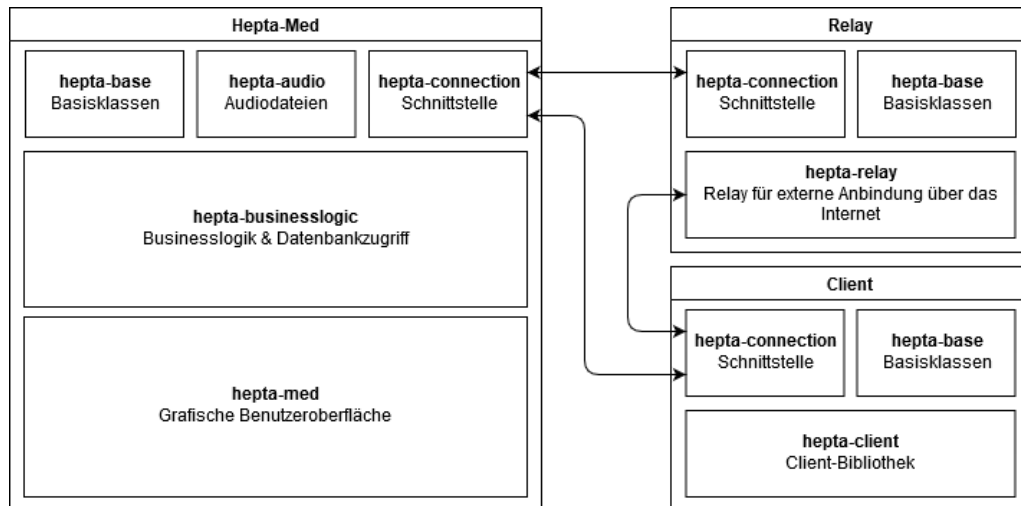 Hepta-Med
hepta-base
Basisklassen
hepta-audio
Audiodateien
hepta-connection
Schnittstelle
hepta-businesslogic
Businesslogik & Datenbankzugriff
hepta-med
Grafische Benutzeroberfläche
Relay
hepta-connection
Schnittstelle
hepta-base
Basisklassen
hepta-relay
Relay für externe Anbindung über das
Internet
Client
hepta-connection
Schnittstelle
hepta-base
Basisklassen
hepta-client
Client-Bibliothek